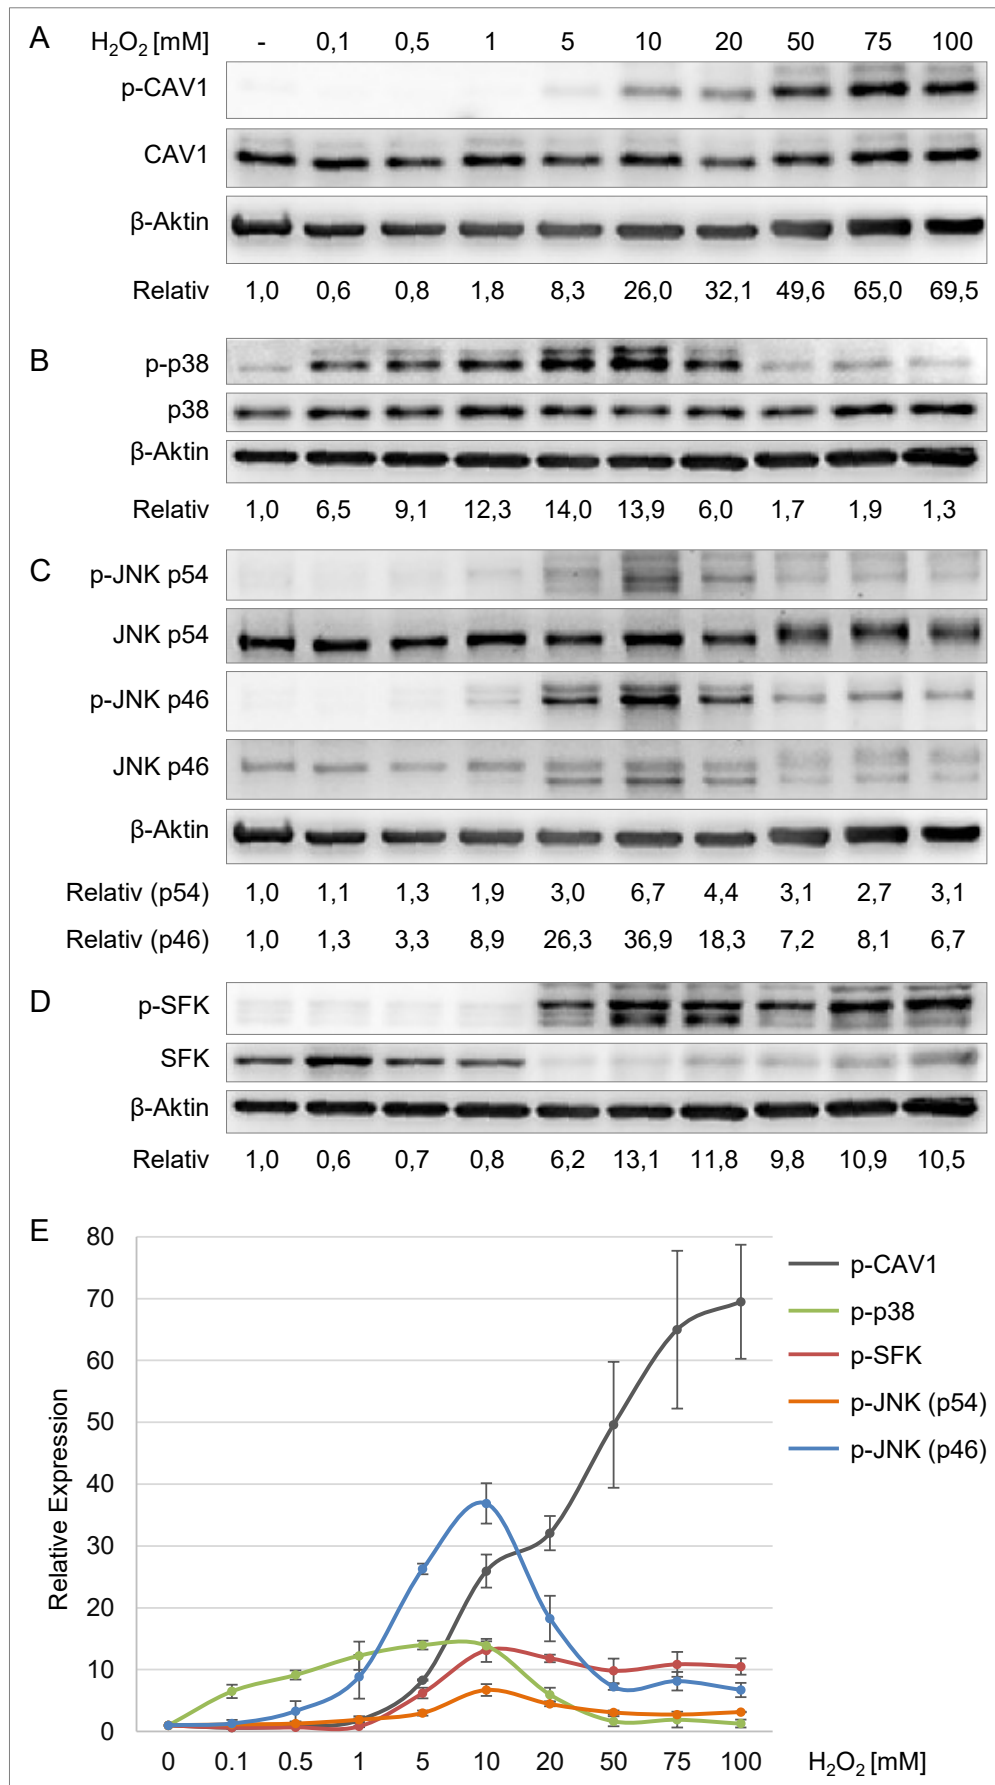 A H₂O₂ [mM] - 0,1 0,5 1 5 10 20 50 75 100
p-CAV1
CAV1
β-Aktin
Relativ 1,0 0,6 0,8 1,8 8,3 26,0 32,1 49,6 65,0 69,5
B p-p38
p38
β-Aktin
Relativ 1,0 6,5 9,1 12,3 14,0 13,9 6,0 1,7 1,9 1,3
C p-JNK p54
JNK p54
p-JNK p46
JNK p46
β-Aktin
Relativ (p54) 1,0 1,1 1,3 1,9 3,0 6,7 4,4 3,1 2,7 3,1
Relativ (p46) 1,0 1,3 3,3 8,9 26,3 36,9 18,3 7,2 8,1 6,7
D p-SFK
SFK
β-Aktin
Relativ 1,0 0,6 0,7 0,8 6,2 13,1 11,8 9,8 10,9 10,5
E
Relative Expression
80
70
60
50
40
30
20
10
0
p-CAV1
p-p38
p-SFK
p-JNK (p54)
p-JNK (p46)
0 0.1 0.5 1 5 10 20 50 75 100 H₂O₂ [mM]